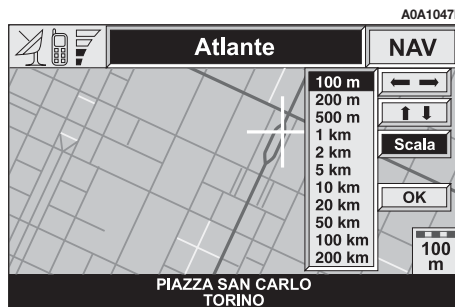 A0A1047
Atlante
NAV
100 m
200 m
500 m
1 km
2 km
5 km
10 km
20 km
50 km
100 km
200 km
Scala
OK
100
m
PIAZZA SAN CARLO
TORINO